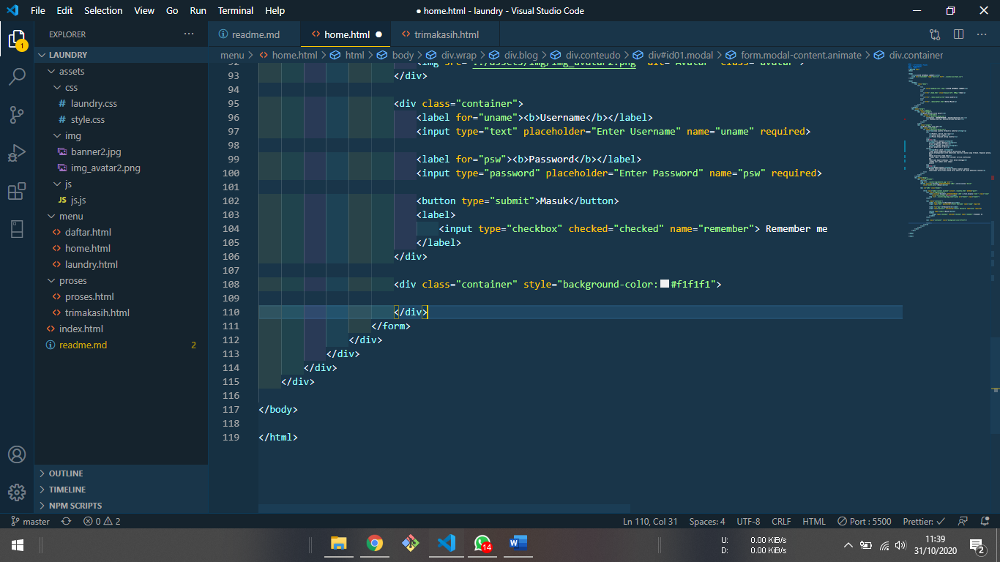 File Edit Selection View Go Run Terminal Help
● home.html - laundry - Visual Studio Code
1
EXPLORER
LAUNDRY
assets
css
# laundry.css
# style.css
img
banner2.jpg
img_avatar2.png
js
JS js.js
menu
daftar.html
home.html
laundry.html
proses
proses.html
trimakasih.html
index.html
readme.md 2
OUTLINE
TIMELINE
NPM SCRIPTS
readme.md home.html ● trimakasih.html
menu > home.html > html > body > div.wrap > div.blog > div.conteudo > div#id01.modal > form.modal-content.animate > div.container
92 <img src="../assets/img/img_avatar2.png" alt="Avatar" class="avatar">
93 </div>
94
95 <div class="container">
96 <label for="uname"><b>Username</b></label>
97 <input type="text" placeholder="Enter Username" name="uname" required>
98
99 <label for="psw"><b>Password</b></label>
100 <input type="password" placeholder="Enter Password" name="psw" required>
101
102 <button type="submit">Masuk</button>
103 <label>
104 <input type="checkbox" checked="checked" name="remember"> Remember me
105 </label>
106 </div>
107
108 <div class="container" style="background-color:#f1f1f1">
109
110 </div>
111 </form>
112 </div>
113 </div>
114 </div>
115 </div>
116
117 </body>
118
119 </html>
master 0 2 Ln 110, Col 31 Spaces: 4 UTF-8 CRLF HTML Port : 5500 Prettier: ✓
14
U: 0.00 KiB/s
D: 0.00 KiB/s
11:39
31/10/2020
2